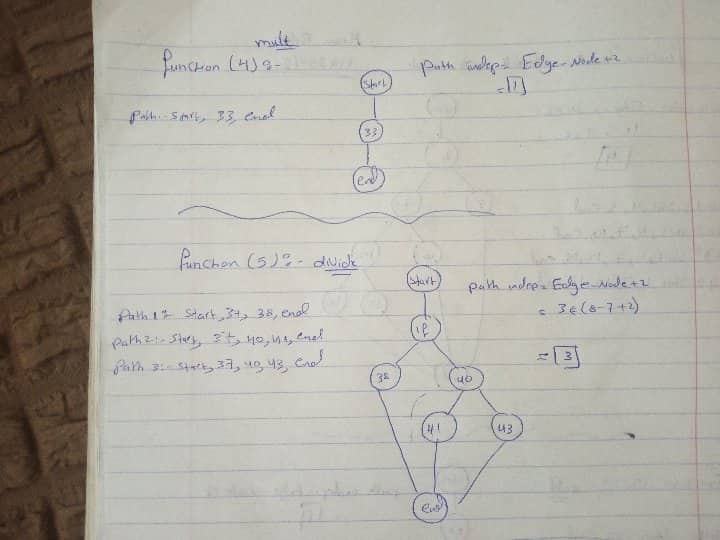 mult
function (4) :-
path indep = Edge - Node + 2
= 1
Start
path :- Start, 33, end
33
end
function (5) :- divide
Start
path indep = Edge - Node + 2
= 3 ∈ (8-7+2)
= 3
Path 1 :- Start, 37, 38, end
path 2 :- Start, 37, 40, 41, end
path 3 :- Start, 37, 40, 43, end
if
38
40
41
43
end